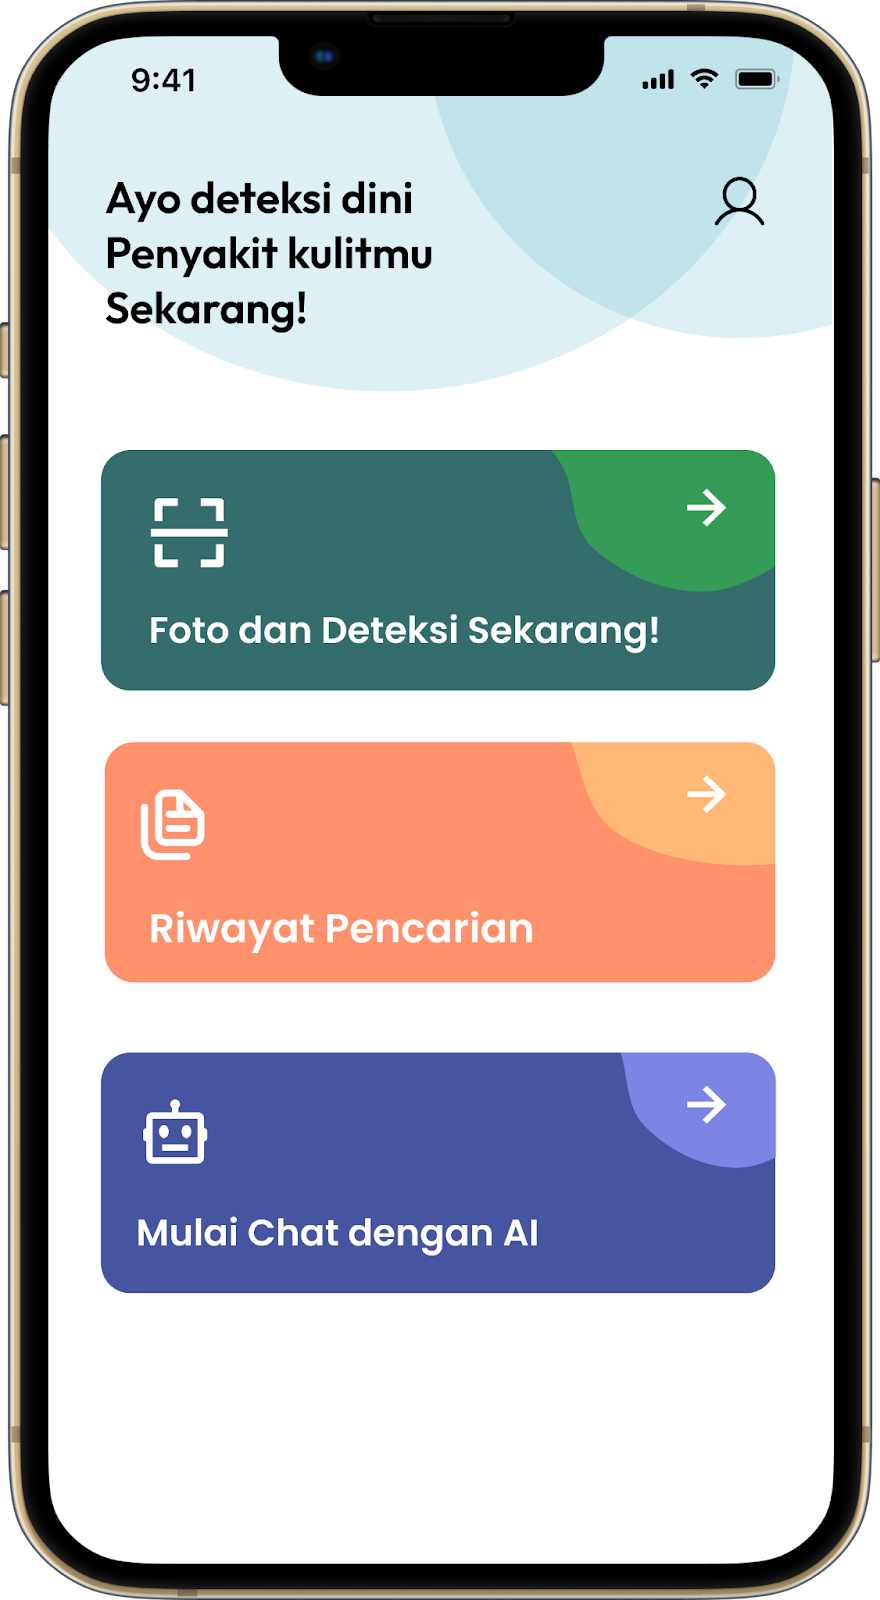 9:41
Ayo deteksi dini
Penyakit kulitmu
Sekarang!
Foto dan Deteksi Sekarang!
Riwayat Pencarian
Mulai Chat dengan AI